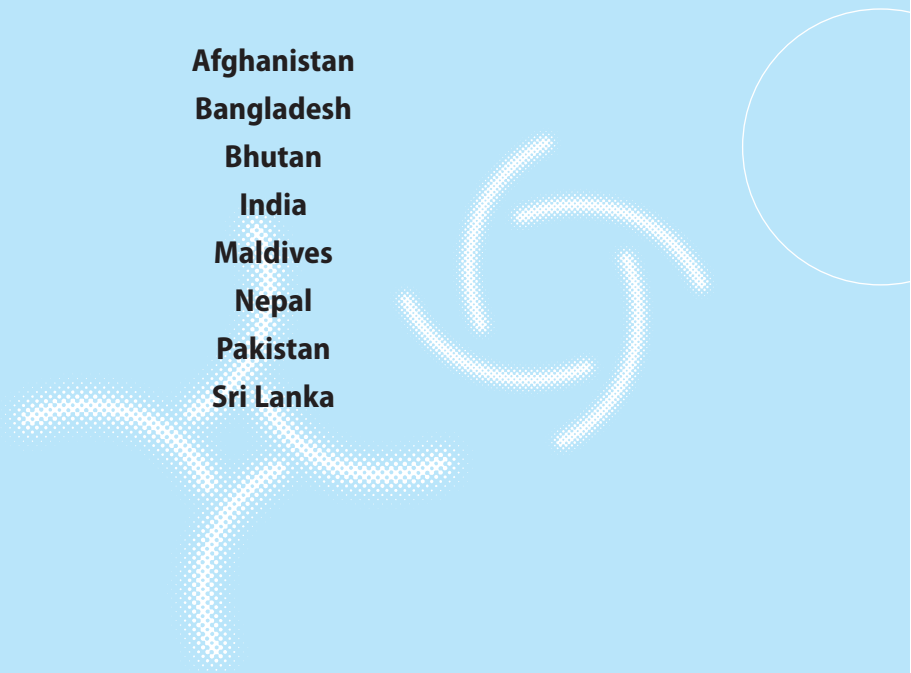 Afghanistan
Bangladesh
Bhutan
India
Maldives
Nepal
Pakistan
Sri Lanka